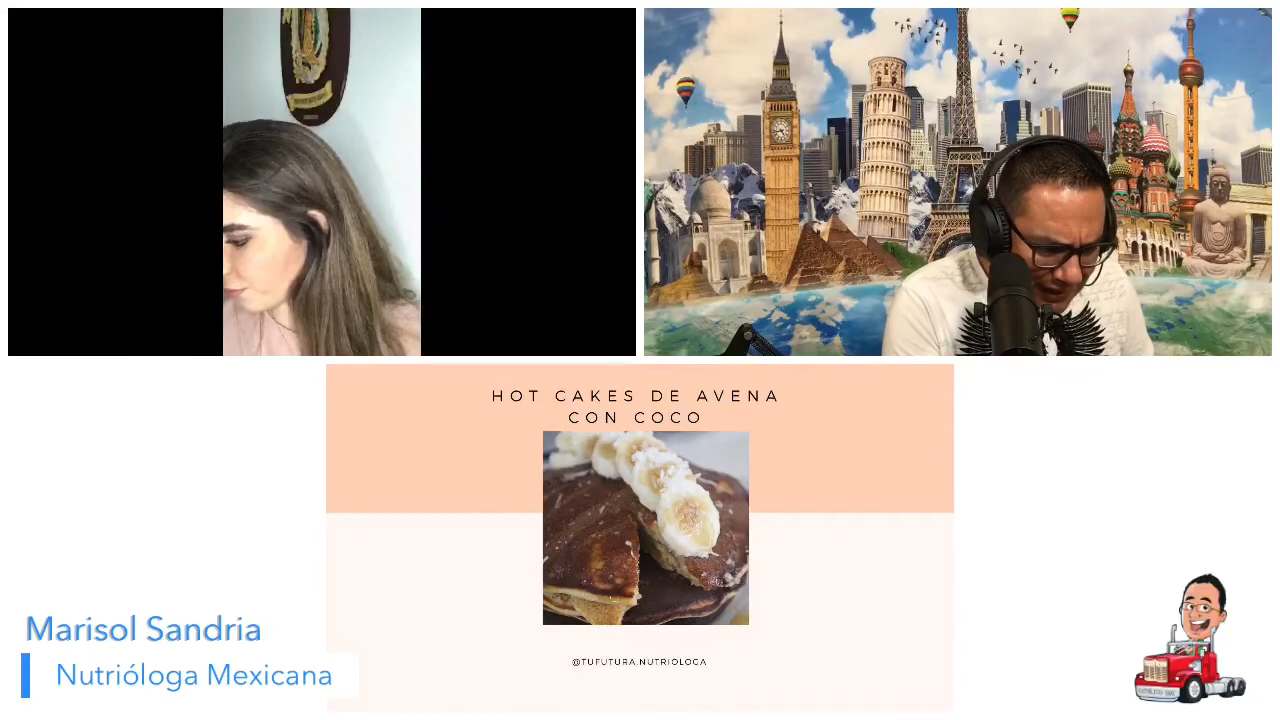 HOT CAKES DE AVENA
CON COCO
@TUFUTURA.NUTRIOLOGA
Marisol Sandria
Nutrióloga Mexicana